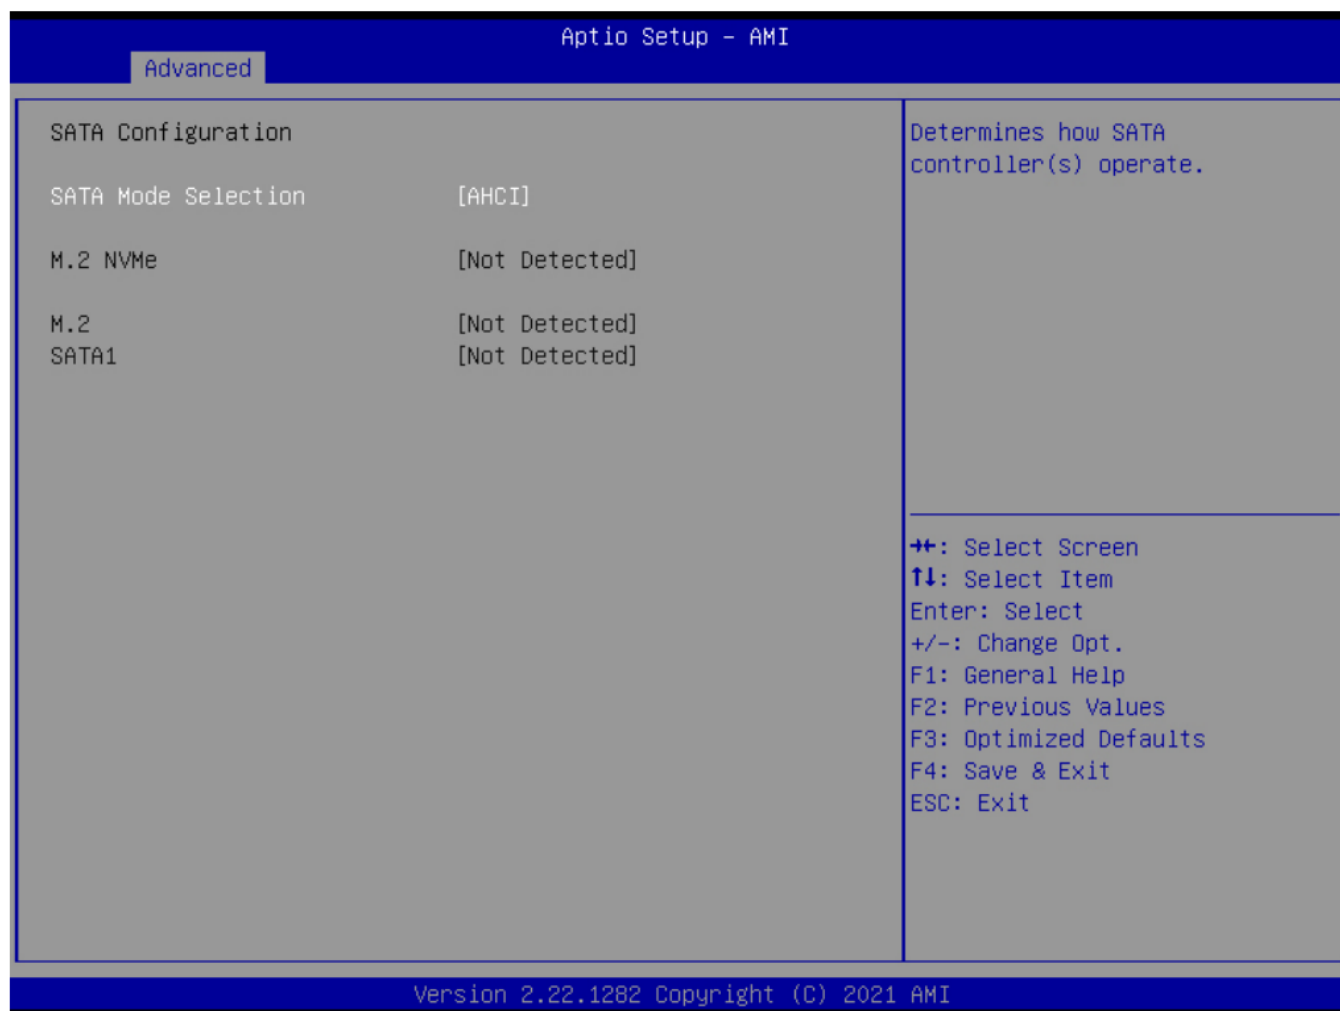 Aptio Setup – AMI
Advanced
SATA Configuration
SATA Mode Selection [AHCI]
M.2 NVMe [Not Detected]
M.2 [Not Detected]
SATA1 [Not Detected]
Determines how SATA
controller(s) operate.
→←: Select Screen
↑↓: Select Item
Enter: Select
+/-: Change Opt.
F1: General Help
F2: Previous Values
F3: Optimized Defaults
F4: Save & Exit
ESC: Exit
Version 2.22.1282 Copyright (C) 2021 AMI